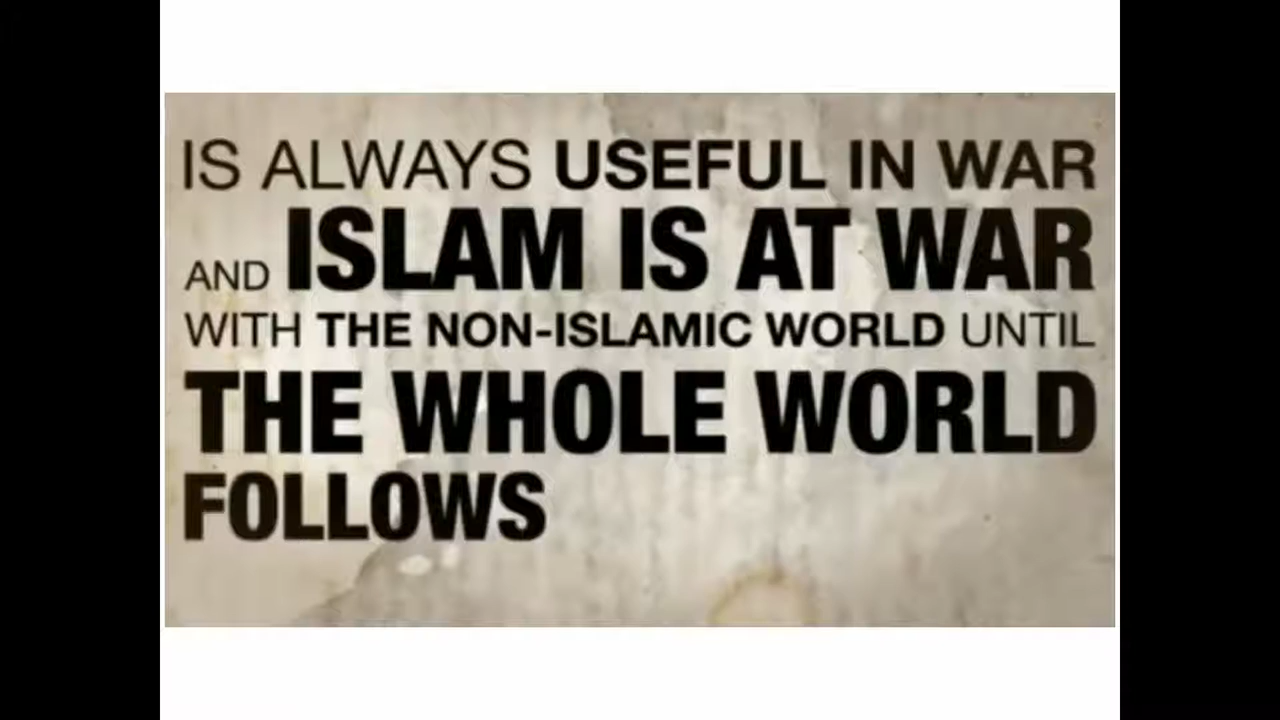 IS ALWAYS USEFUL IN WAR
AND ISLAM IS AT WAR
WITH THE NON-ISLAMIC WORLD UNTIL
THE WHOLE WORLD
FOLLOWS